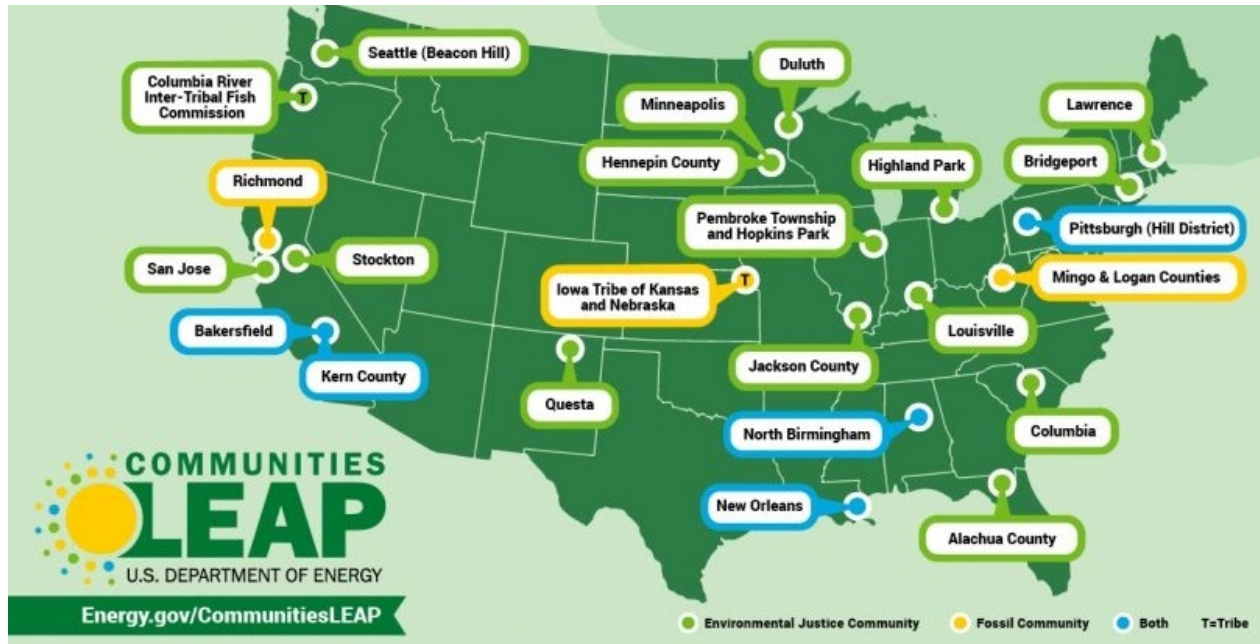 Seattle (Beacon Hill)
Columbia River
Inter-Tribal Fish
Commission
T
Duluth
Minneapolis
Hennepin County
Lawrence
Highland Park
Bridgeport
Richmond
Pembroke Township
and Hopkins Park
Pittsburgh (Hill District)
San Jose
Stockton
Iowa Tribe of Kansas
and Nebraska
T
Mingo & Logan Counties
Bakersfield
Kern County
Louisville
Jackson County
Questa
North Birmingham
Columbia
New Orleans
Alachua County
COMMUNITIES
LEAP
U.S. DEPARTMENT OF ENERGY
Energy.gov/CommunitiesLEAP
Environmental Justice Community
Fossil Community
Both
T=Tribe